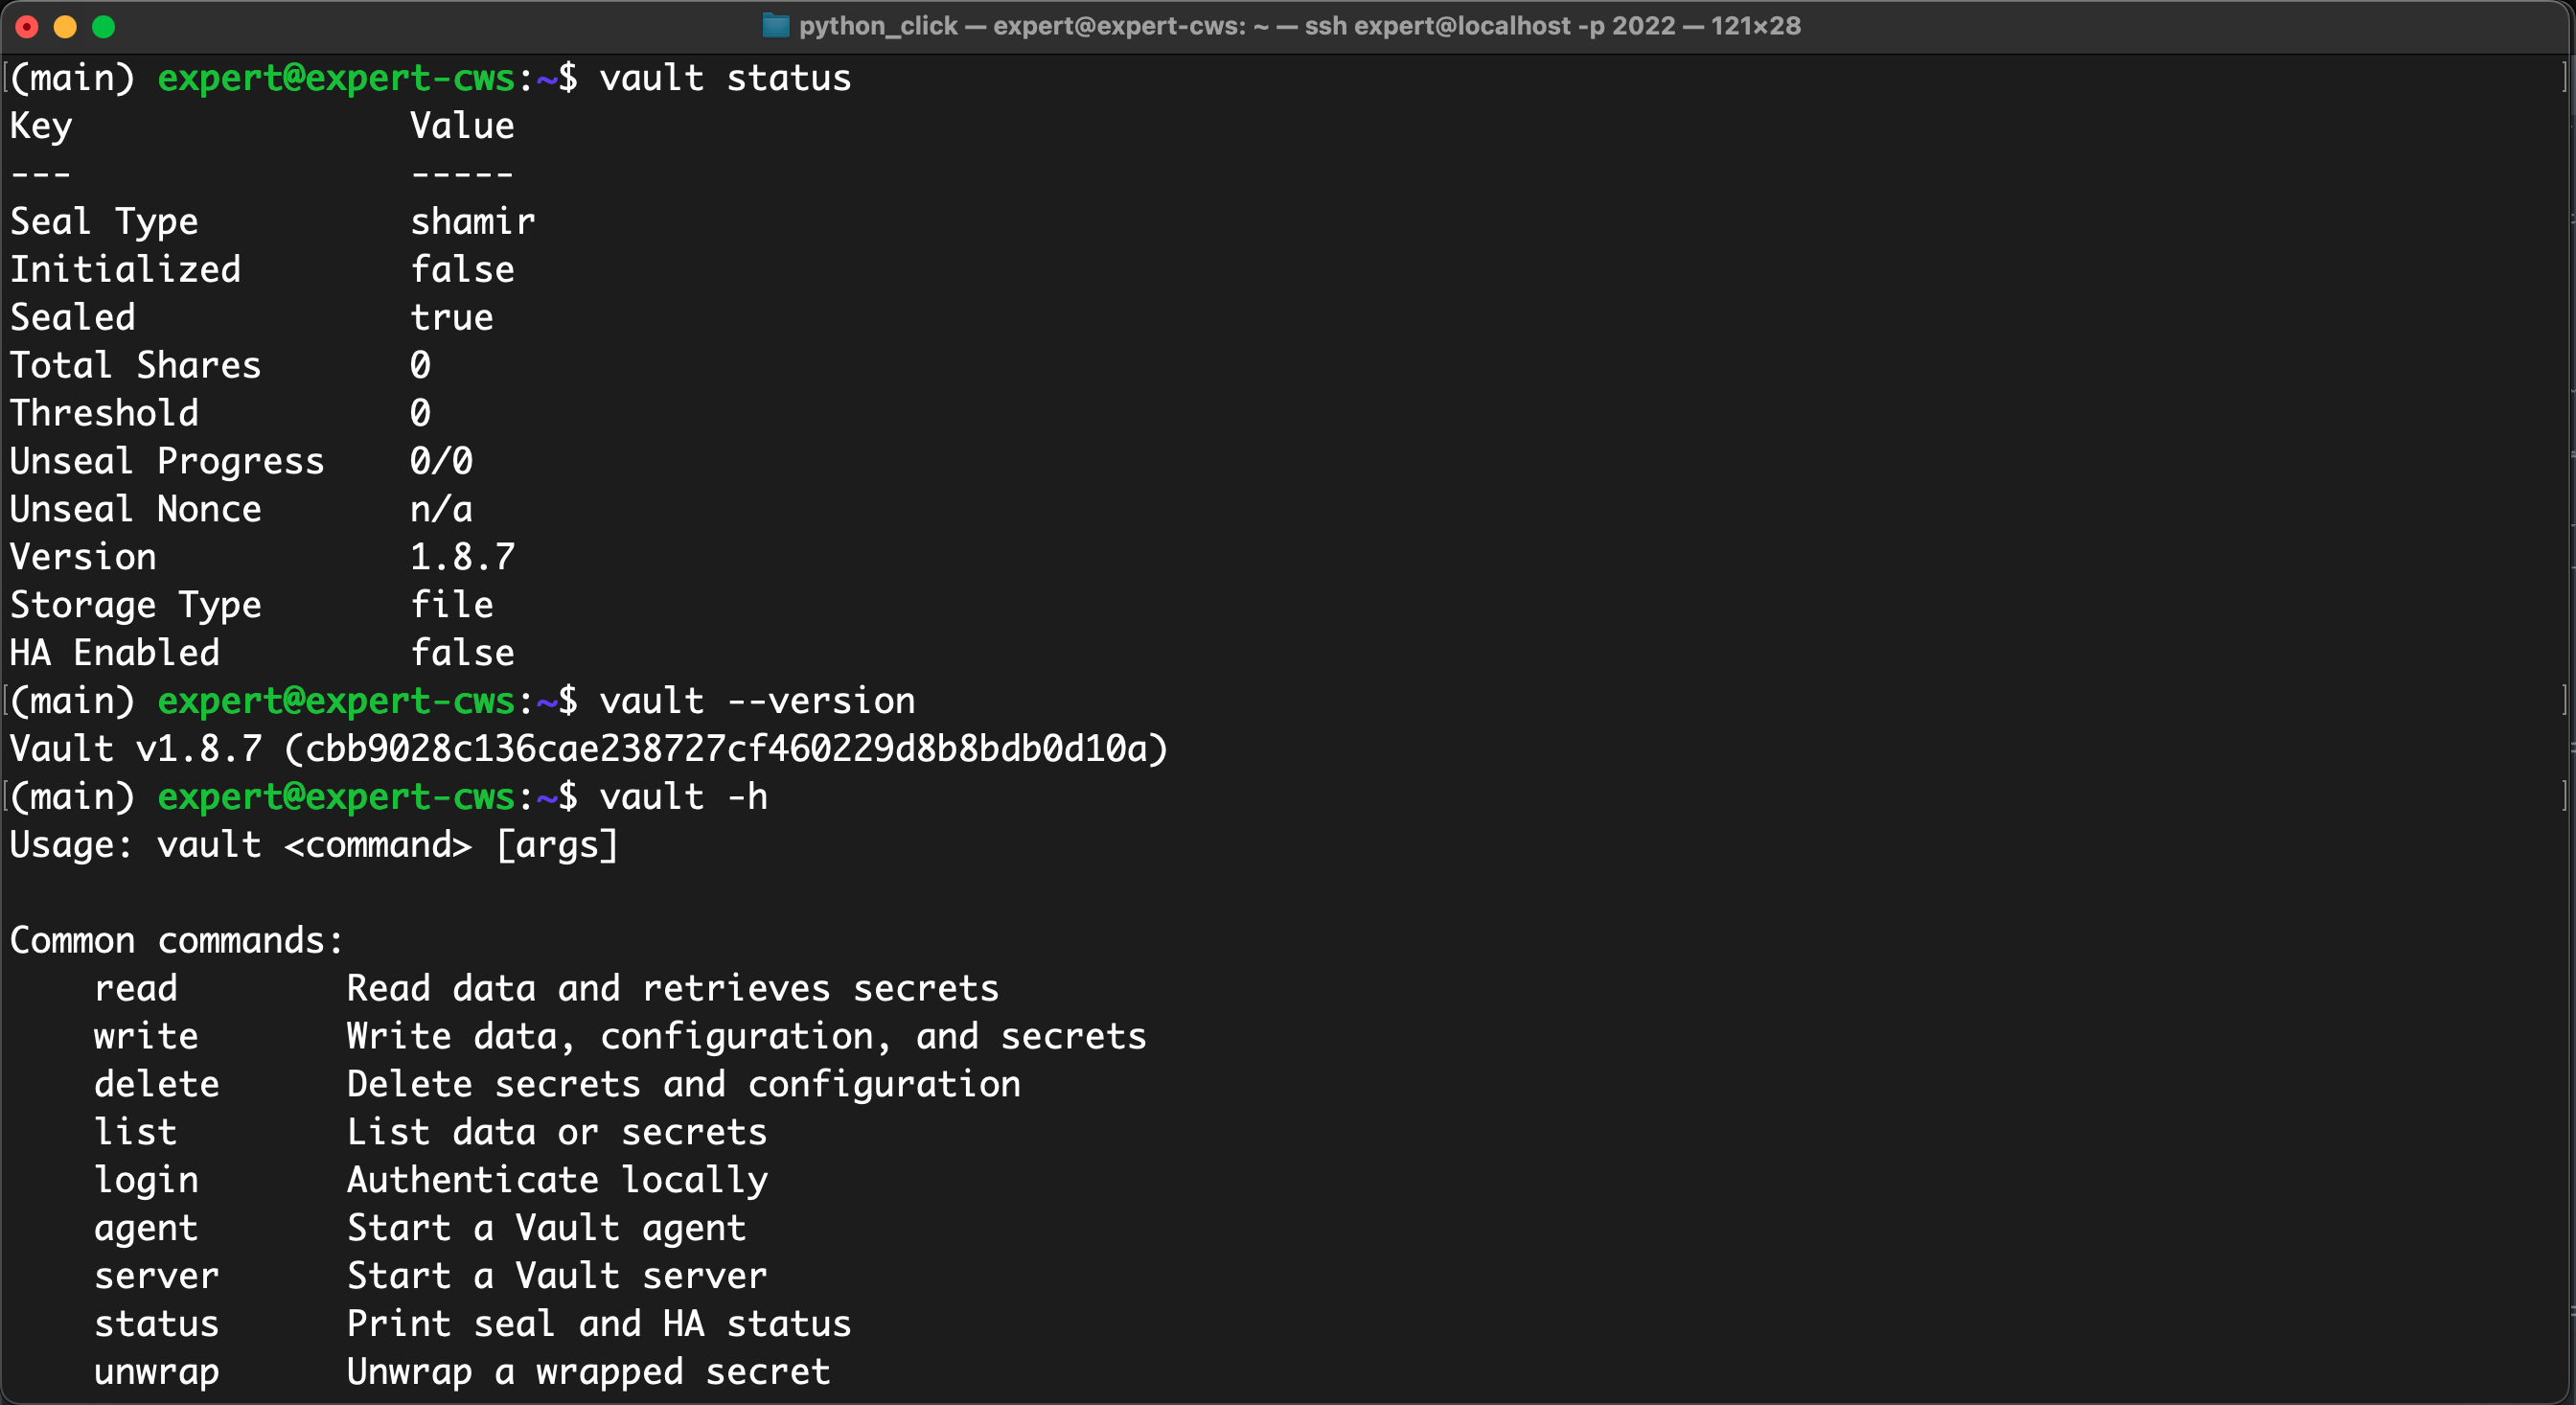 python_click — expert@expert-cws: ~ — ssh expert@localhost -p 2022 — 121×28
[(main) expert@expert-cws:~$ vault status ]
Key                Value
---                -----
Seal Type          shamir
Initialized        false
Sealed             true
Total Shares       0
Threshold          0
Unseal Progress    0/0
Unseal Nonce       n/a
Version            1.8.7
Storage Type       file
HA Enabled         false
[(main) expert@expert-cws:~$ vault --version ]
Vault v1.8.7 (cbb9028c136cae238727cf460229d8b8bdb0d10a)
[(main) expert@expert-cws:~$ vault -h ]
Usage: vault <command> [args]
Common commands:
    read        Read data and retrieves secrets
    write       Write data, configuration, and secrets
    delete      Delete secrets and configuration
    list        List data or secrets
    login       Authenticate locally
    agent       Start a Vault agent
    server      Start a Vault server
    status      Print seal and HA status
    unwrap      Unwrap a wrapped secret